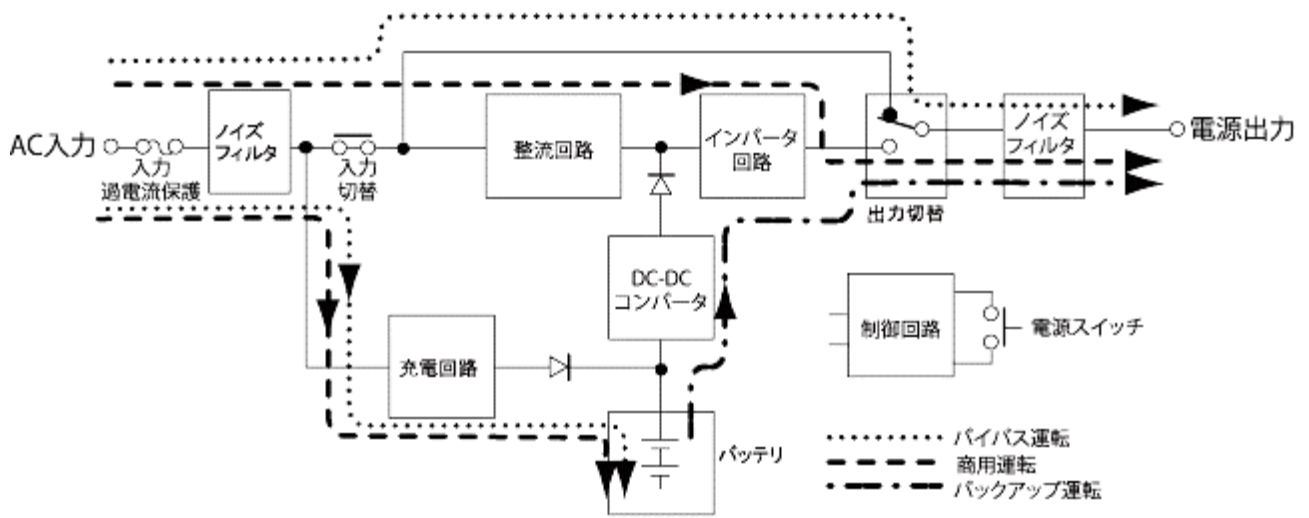 AC入力
入力
過電流保護
ノイズ
フィルタ
入力
切替
整流回路
インバータ
回路
出力切替
ノイズ
フィルタ
電源出力
DC-DC
コンバータ
充電回路
バッテリ
制御回路
電源スイッチ
バイパス運転
商用運転
バックアップ運転